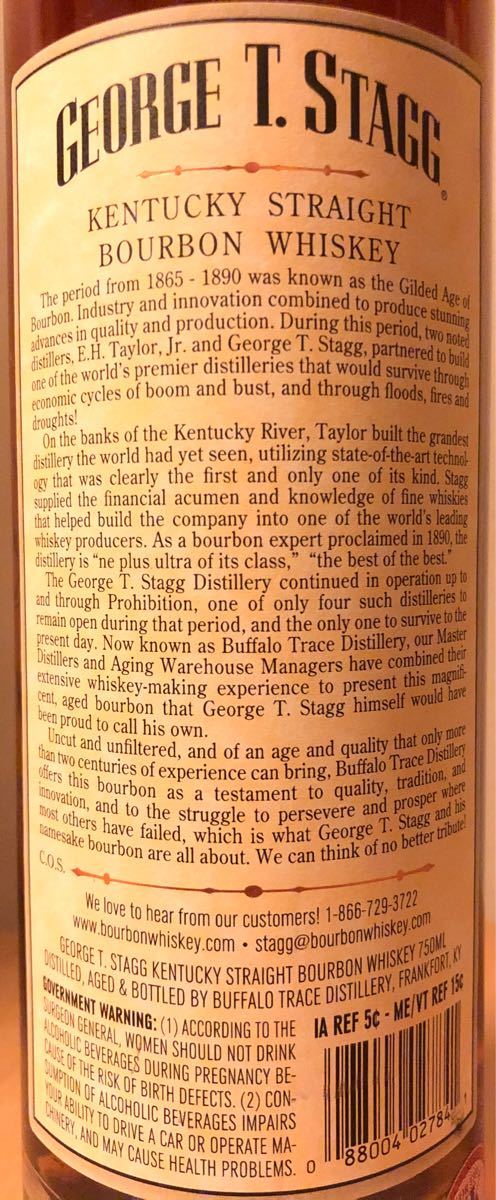 GEORGE T. STAGG®
KENTUCKY STRAIGHT
BOURBON WHISKEY
The period from 1865 - 1890 was known as the Gilded Age of
Bourbon. Industry and innovation combined to produce stunning
advances in quality and production. During this period, two noted
distillers, E.H. Taylor, Jr. and George T. Stagg, partnered to build
one of the world's premier distilleries that would survive through
economic cycles of boom and bust, and through floods, fires and
droughts!
On the banks of the Kentucky River, Taylor built the grandest
distillery the world had yet seen, utilizing state-of-the-art technol-
ogy that was clearly the first and only one of its kind. Stagg
supplied the financial acumen and knowledge of fine whiskies
that helped build the company into one of the world's leading
whiskey producers. As a bourbon expert proclaimed in 1890, the
distillery is “ne plus ultra of its class,” “the best of the best.”
The George T. Stagg Distillery continued in operation up to
and through Prohibition, one of only four such distilleries to
remain open during that period, and the only one to survive to the
present day. Now known as Buffalo Trace Distillery, our Master
Distillers and Aging Warehouse Managers have combined their
extensive whiskey-making experience to present this magnifi-
cent, aged bourbon that George T. Stagg himself would have
been proud to call his own.
Uncut and unfiltered, and of an age and quality that only more
than two centuries of experience can bring, Buffalo Trace Distillery
offers this bourbon as a testament to quality, tradition, and
innovation, and to the struggle to persevere and prosper where
most others have failed, which is what George T. Stagg and his
namesake bourbon are all about. We can think of no better tribute!
C.O.S.
We love to hear from our customers! 1-866-729-3722
www.bourbonwhiskey.com • stagg@bourbonwhiskey.com
GEORGE T. STAGG KENTUCKY STRAIGHT BOURBON WHISKEY 750ML
DISTILLED, AGED & BOTTLED BY BUFFALO TRACE DISTILLERY, FRANKFORT, KY
GOVERNMENT WARNING: (1) ACCORDING TO THE
SURGEON GENERAL, WOMEN SHOULD NOT DRINK
ALCOHOLIC BEVERAGES DURING PREGNANCY BE-
CAUSE OF THE RISK OF BIRTH DEFECTS. (2) CON-
SUMPTION OF ALCOHOLIC BEVERAGES IMPAIRS
YOUR ABILITY TO DRIVE A CAR OR OPERATE MA-
CHINERY, AND MAY CAUSE HEALTH PROBLEMS.
IA REF 5¢ - ME/VT REF 15¢
0 88004 02784 1